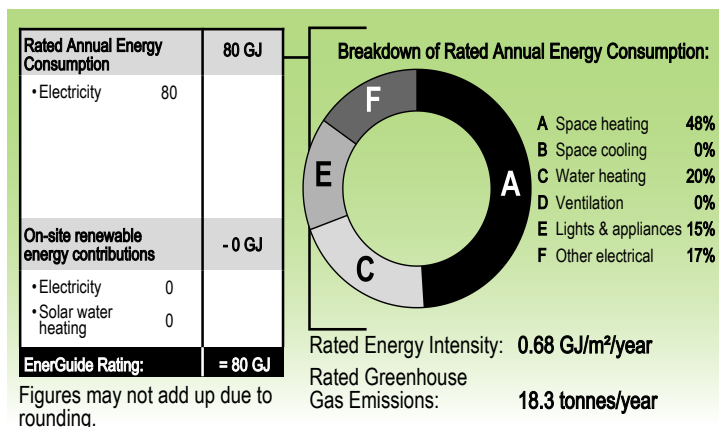 Rated Annual Energy
Consumption
80 GJ
• Electricity 80
On-site renewable
energy contributions
- 0 GJ
• Electricity 0
• Solar water
heating 0
EnerGuide Rating: = 80 GJ
Figures may not add up due to
rounding.
Breakdown of Rated Annual Energy Consumption:
F
E
A
C
A Space heating 48%
B Space cooling 0%
C Water heating 20%
D Ventilation 0%
E Lights & appliances 15%
F Other electrical 17%
Rated Energy Intensity: 0.68 GJ/m²/year
Rated Greenhouse
Gas Emissions: 18.3 tonnes/year